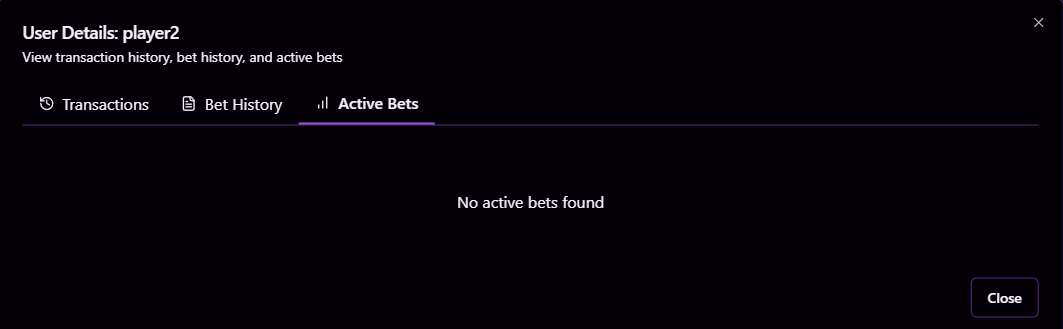 User Details: player2
View transaction history, bet history, and active bets
Transactions Bet History Active Bets
No active bets found
Close